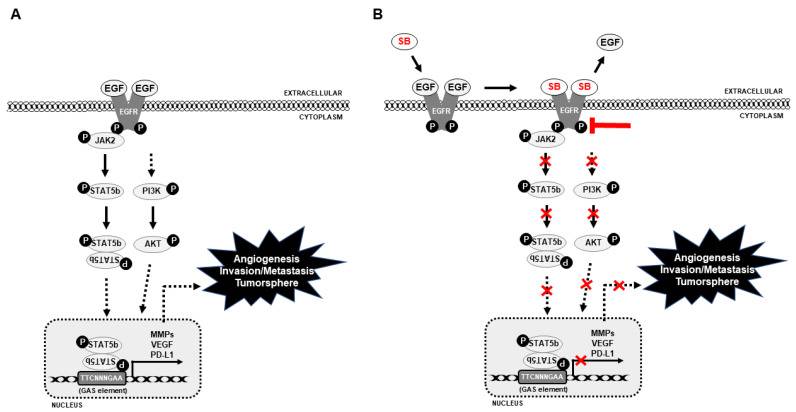 A
EGF EGF
EXTRACELLULAR
EGFR
CYTOPLASM
P P
P JAK2
P STAT5b
PI3K P
P STAT5b
STAT5b P
AKT P
Angiogenesis
Invasion/Metastasis
Tumorsphere
P STAT5b
STAT5b P
MMPs
VEGF
PD-L1
TTCNNNGAA
(GAS element)
NUCLEUS
B
SB
EGF
EGF EGF
SB SB
EXTRACELLULAR
EGFR
EGFR
CYTOPLASM
P P
P P
P JAK2
P STAT5b
PI3K P
P STAT5b
STAT5b P
AKT P
Angiogenesis
Invasion/Metastasis
Tumorsphere
P STAT5b
STAT5b P
MMPs
VEGF
PD-L1
TTCNNNGAA
(GAS element)
NUCLEUS